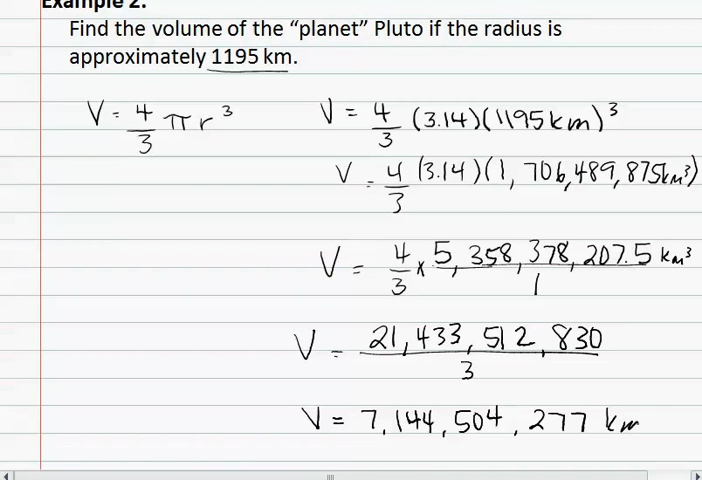 Example 2.
Find the volume of the “planet” Pluto if the radius is
approximately 1195 km.
V = 4/3 πr³
V = 4/3 (3.14)(1195km)³
V = 4/3 (3.14)(1,706,489,875km³)
V = 4/3 × 5,358,378,207.5 km³/1
V = 21,433,512,830/3
V = 7,144,504,277 km